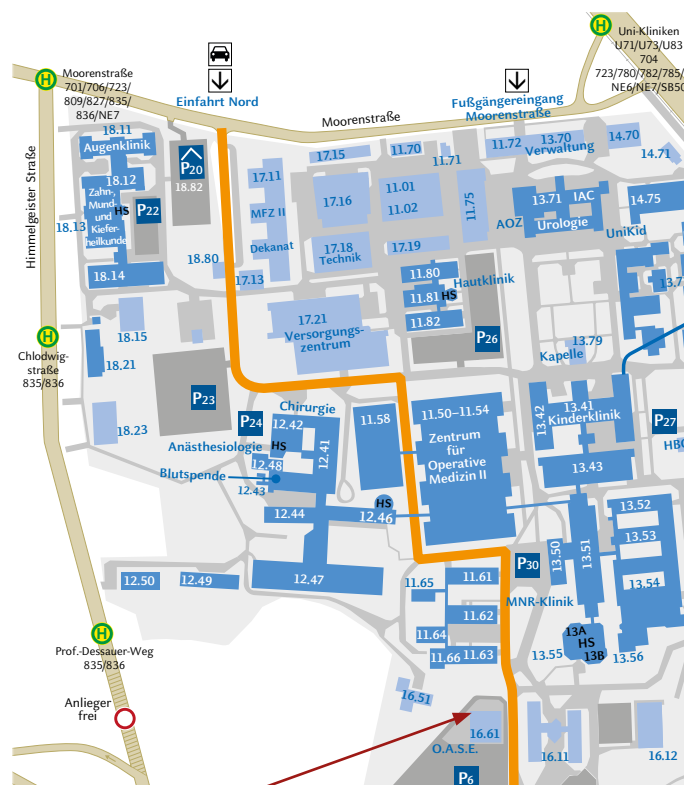 H
Moorenstraße
701/706/723/
809/827/835/
836/NE7
Einfahrt Nord
Moorenstraße
Fußgängereingang
Moorenstraße
H
Uni-Kliniken
U71/U73/U83
704
723/780/782/785/
NE6/NE7/SB50
Himmelgeister Straße
18.11
Augenklinik
18.12
Zahn-
Mund-
und
Kiefer-
heilkunde
HS
18.13
18.14
P22
P20
18.82
18.80
17.11
MFZ II
Dekanat
17.13
17.15
17.16
17.18
Technik
11.70
11.71
11.01
11.02
17.19
11.75
11.72
13.70
Verwaltung
14.70
14.71
13.71
IAC
AOZ
Urologie
14.75
UniKid
11.80
11.81
HS
11.82
Hautklinik
P26
17.21
Versorgungs-
zentrum
18.15
18.21
18.23
H
Chlodwig-
straße
835/836
P23
P24
Chirurgie
12.42
HS
Anästhesiologie
12.41
12.48
Blutspende
12.43
12.44
HS
12.46
12.47
12.49
12.50
11.58
11.50–11.54
Zentrum
für
Operative
Medizin II
Kapelle
13.79
13.42
13.41
Kinderklinik
13.43
P27
13.52
13.53
13.54
13.50
13.51
P30
MNR-Klinik
11.61
11.65
11.62
11.64
11.66
11.63
13A
HS
13B
13.55
13.56
H
Prof.-Dessauer-Weg
835/836
Anlieger
frei
16.51
16.61
O.A.S.E.
P6
16.11
16.12